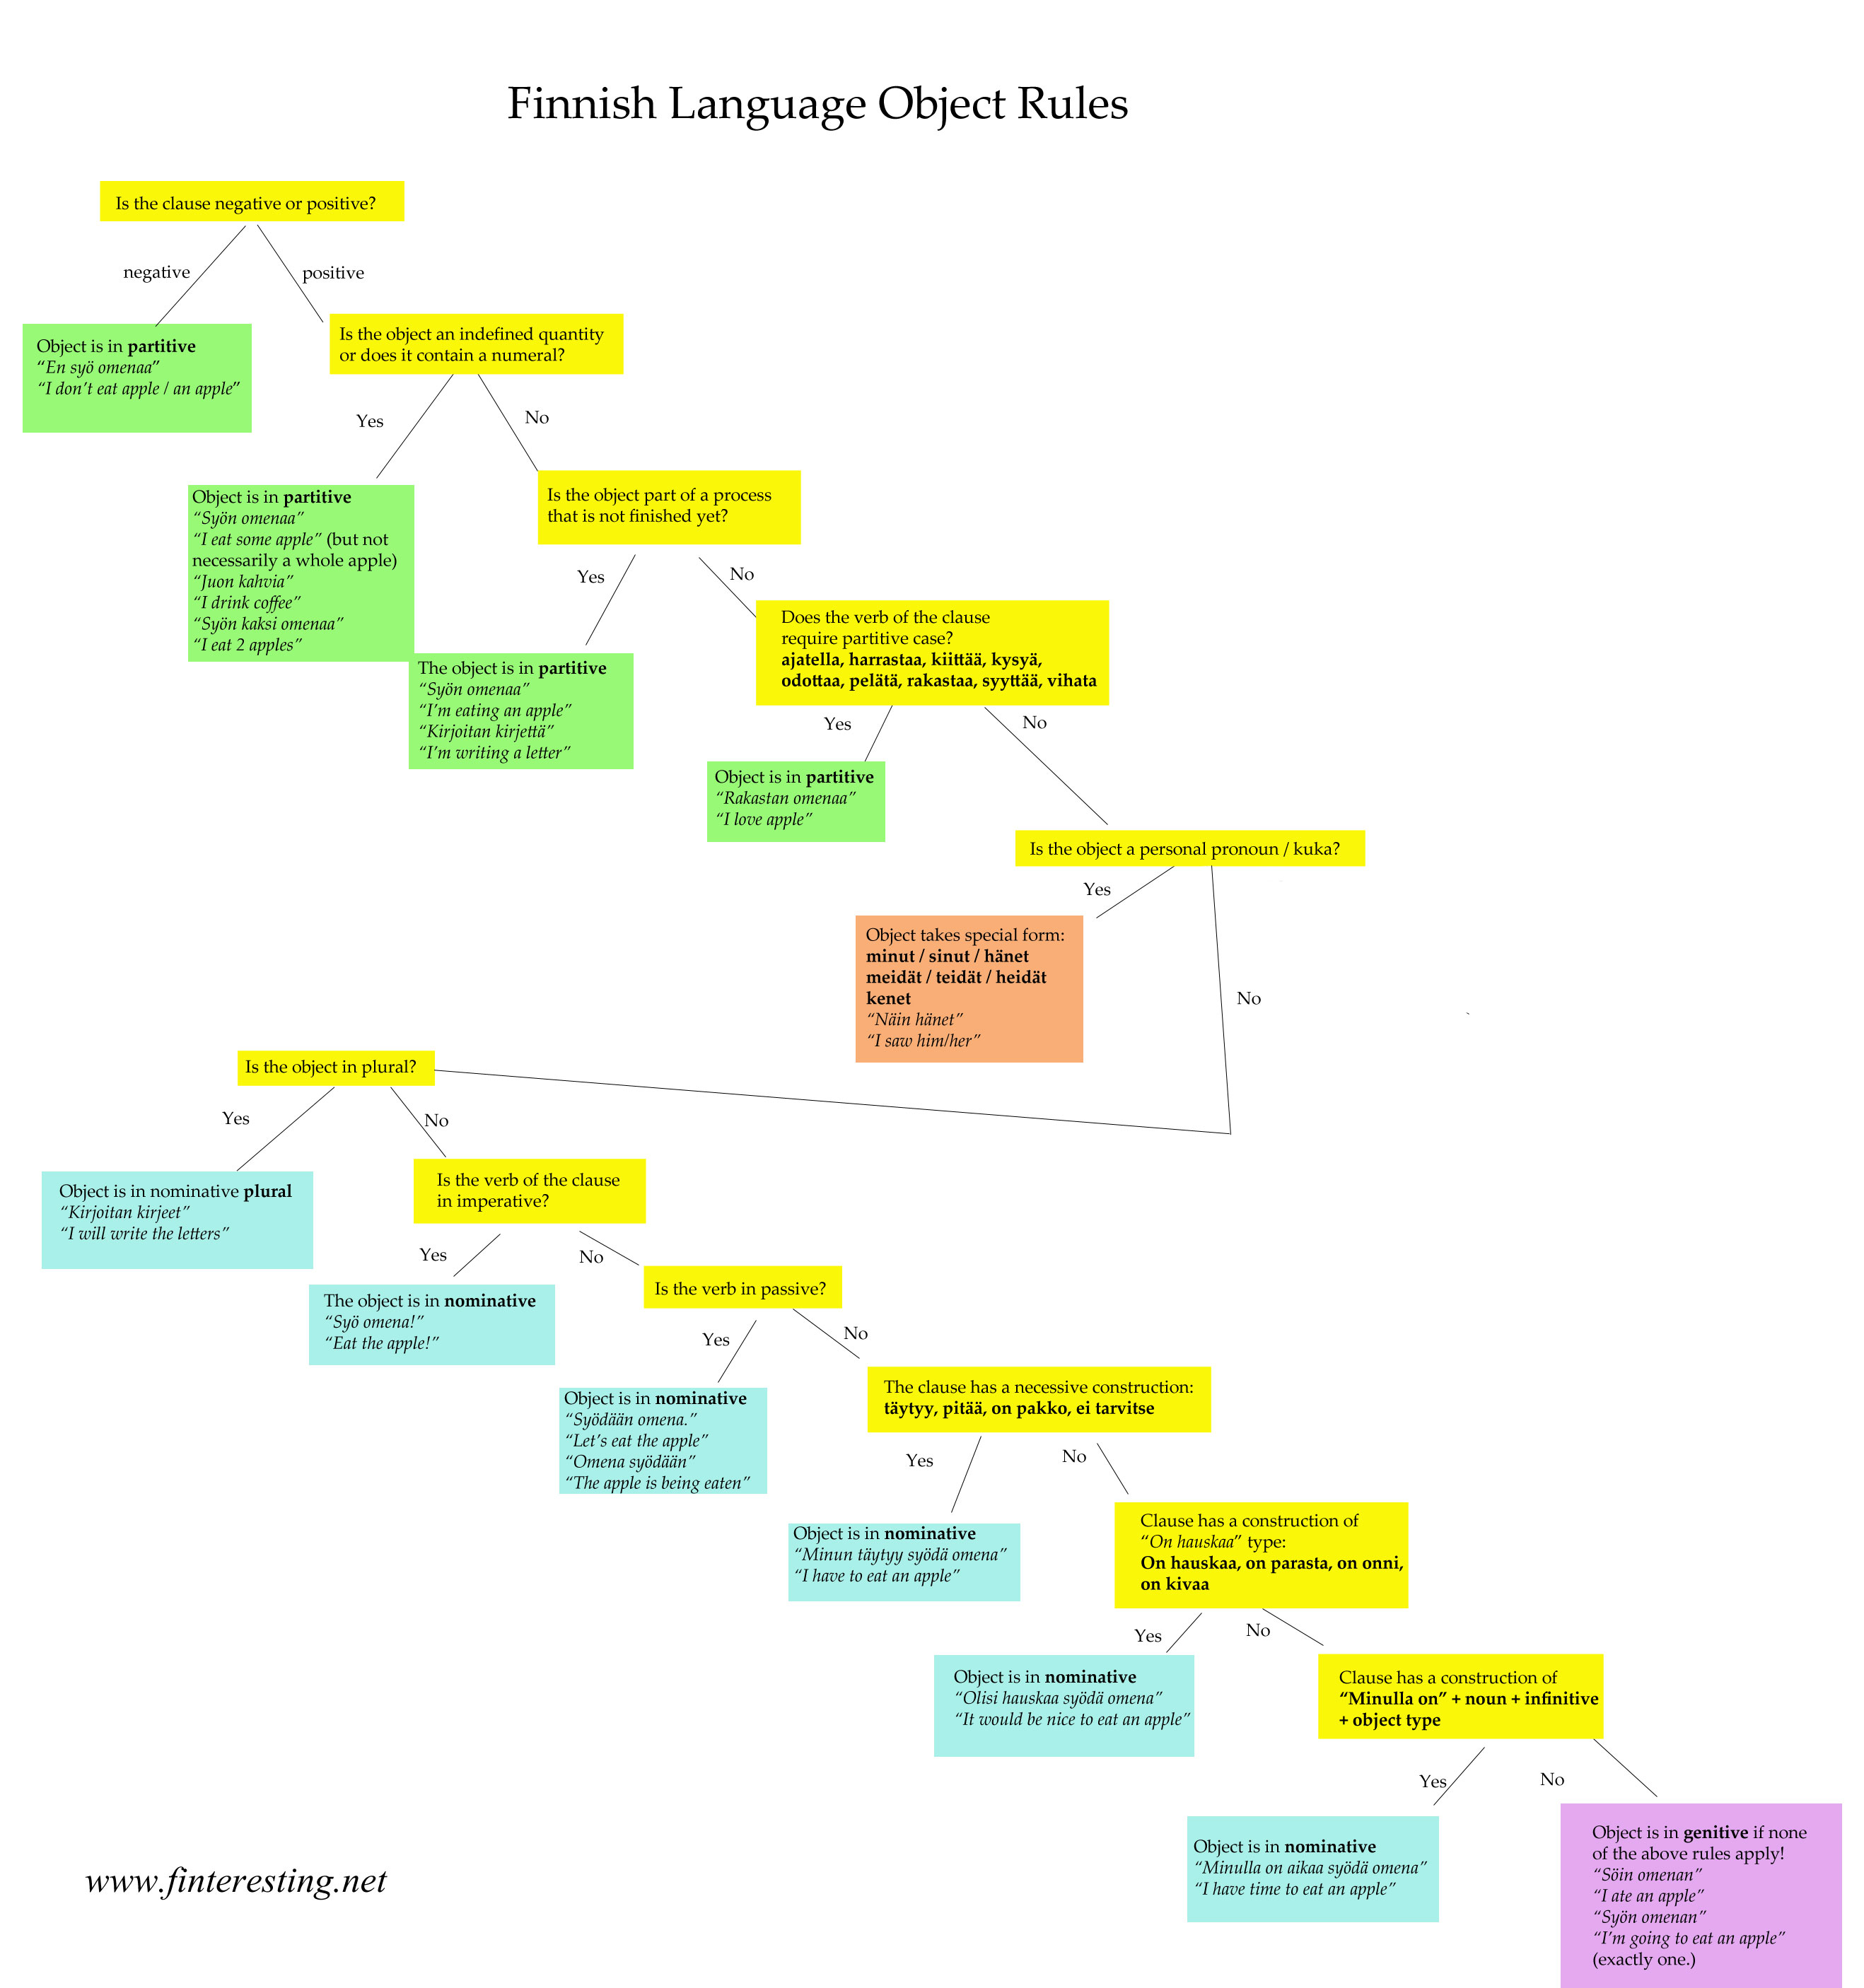 Finnish Language Object Rules
Is the clause negative or positive?
negative
positive
Object is in partitive
“En syö omenaa”
“I don’t eat apple / an apple”
Is the object an indefined quantity
or does it contain a numeral?
Yes
No
Object is in partitive
“Syön omenaa”
“I eat some apple” (but not
necessarily a whole apple)
“Juon kahvia”
“I drink coffee”
“Syön kaksi omenaa”
“I eat 2 apples”
Is the object part of a process
that is not finished yet?
Yes
No
The object is in partitive
“Syön omenaa”
“I’m eating an apple”
“Kirjoitan kirjettä”
“I’m writing a letter”
Does the verb of the clause
require partitive case?
ajatella, harrastaa, kiittää, kysyä,
odottaa, pelätä, rakastaa, syyttää, vihata
Yes
No
Object is in partitive
“Rakastan omenaa”
“I love apple”
Is the object a personal pronoun / kuka?
Yes
No
Object takes special form:
minut / sinut / hänet
meidät / teidät / heidät
kenet
“Näin hänet”
“I saw him/her”
Is the object in plural?
Yes
No
Object is in nominative plural
“Kirjoitan kirjeet”
“I will write the letters”
Is the verb of the clause
in imperative?
Yes
No
The object is in nominative
“Syö omena!”
“Eat the apple!”
Is the verb in passive?
Yes
No
Object is in nominative
“Syödään omena.”
“Let’s eat the apple”
“Omena syödään”
“The apple is being eaten”
The clause has a necessive construction:
täytyy, pitää, on pakko, ei tarvitse
Yes
No
Object is in nominative
“Minun täytyy syödä omena”
“I have to eat an apple”
Clause has a construction of
“On hauskaa” type:
On hauskaa, on parasta, on onni,
on kivaa
Yes
No
Object is in nominative
“Olisi hauskaa syödä omena”
“It would be nice to eat an apple”
Clause has a construction of
“Minulla on” + noun + infinitive
+ object type
Yes
No
Object is in nominative
“Minulla on aikaa syödä omena”
“I have time to eat an apple”
Object is in genitive if none
of the above rules apply!
“Söin omenan”
“I ate an apple”
“Syön omenan”
“I’m going to eat an apple”
(exactly one.)
www.finteresting.net